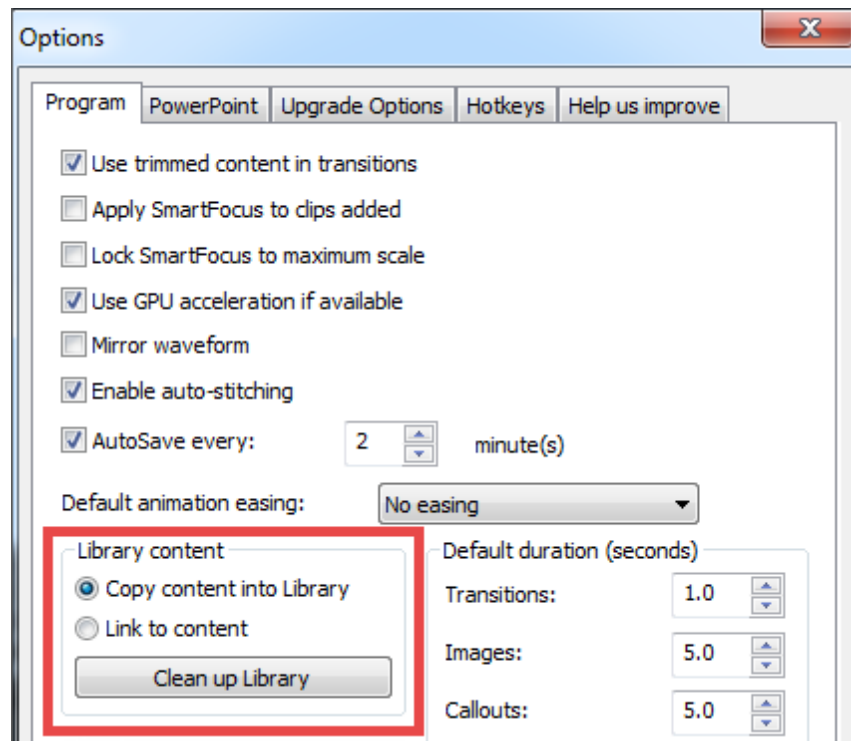 Options
Program PowerPoint Upgrade Options Hotkeys Help us improve
Use trimmed content in transitions
Apply SmartFocus to clips added
Lock SmartFocus to maximum scale
Use GPU acceleration if available
Mirror waveform
Enable auto-stitching
AutoSave every: 2 minute(s)
Default animation easing: No easing
Library content
Copy content into Library
Link to content
Clean up Library
Default duration (seconds)
Transitions: 1.0
Images: 5.0
Callouts: 5.0